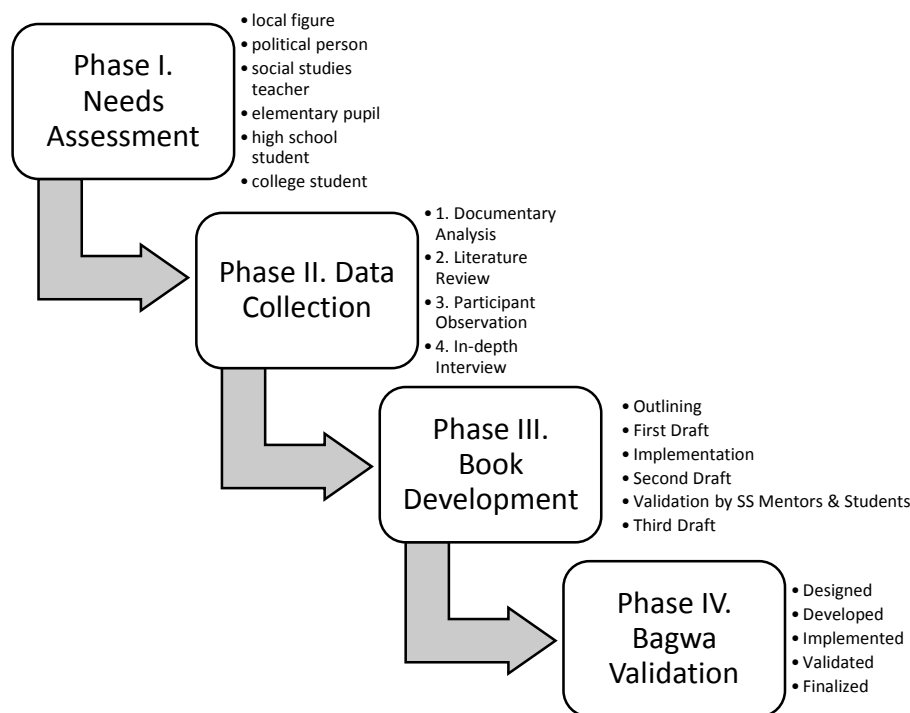 Phase I.
Needs
Assessment
• local figure
• political person
• social studies
teacher
• elementary pupil
• high school
student
• college student
Phase II. Data
Collection
• 1. Documentary
Analysis
• 2. Literature
Review
• 3. Participant
Observation
• 4. In-depth
Interview
Phase III.
Book
Development
• Outlining
• First Draft
• Implementation
• Second Draft
• Validation by SS Mentors & Students
• Third Draft
Phase IV.
Bagwa
Validation
• Designed
• Developed
• Implemented
• Validated
• Finalized